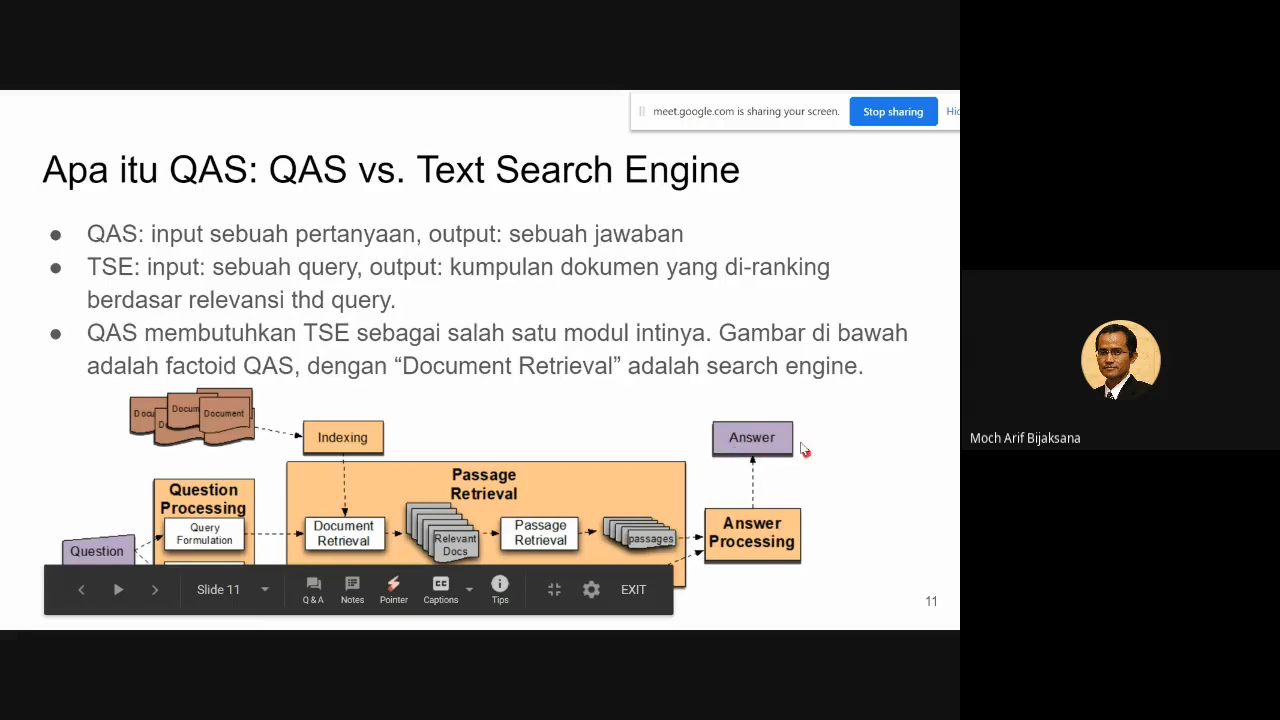 meet.google.com is sharing your screen.
Stop sharing
Apa itu QAS: QAS vs. Text Search Engine
● QAS: input sebuah pertanyaan, output: sebuah jawaban
● TSE: input: sebuah query, output: kumpulan dokumen yang di-ranking
berdasar relevansi thd query.
● QAS membutuhkan TSE sebagai salah satu modul intinya. Gambar di bawah
adalah factoid QAS, dengan “Document Retrieval” adalah search engine.
Document
Indexing
Answer
Passage
Retrieval
Question
Processing
Query
Formulation
Document
Retrieval
Relevant
Docs
Passage
Retrieval
passages
Answer
Processing
Question
Slide 11
Q & A
Notes
Pointer
Captions
Tips
EXIT
11
Moch Arif Bijaksana